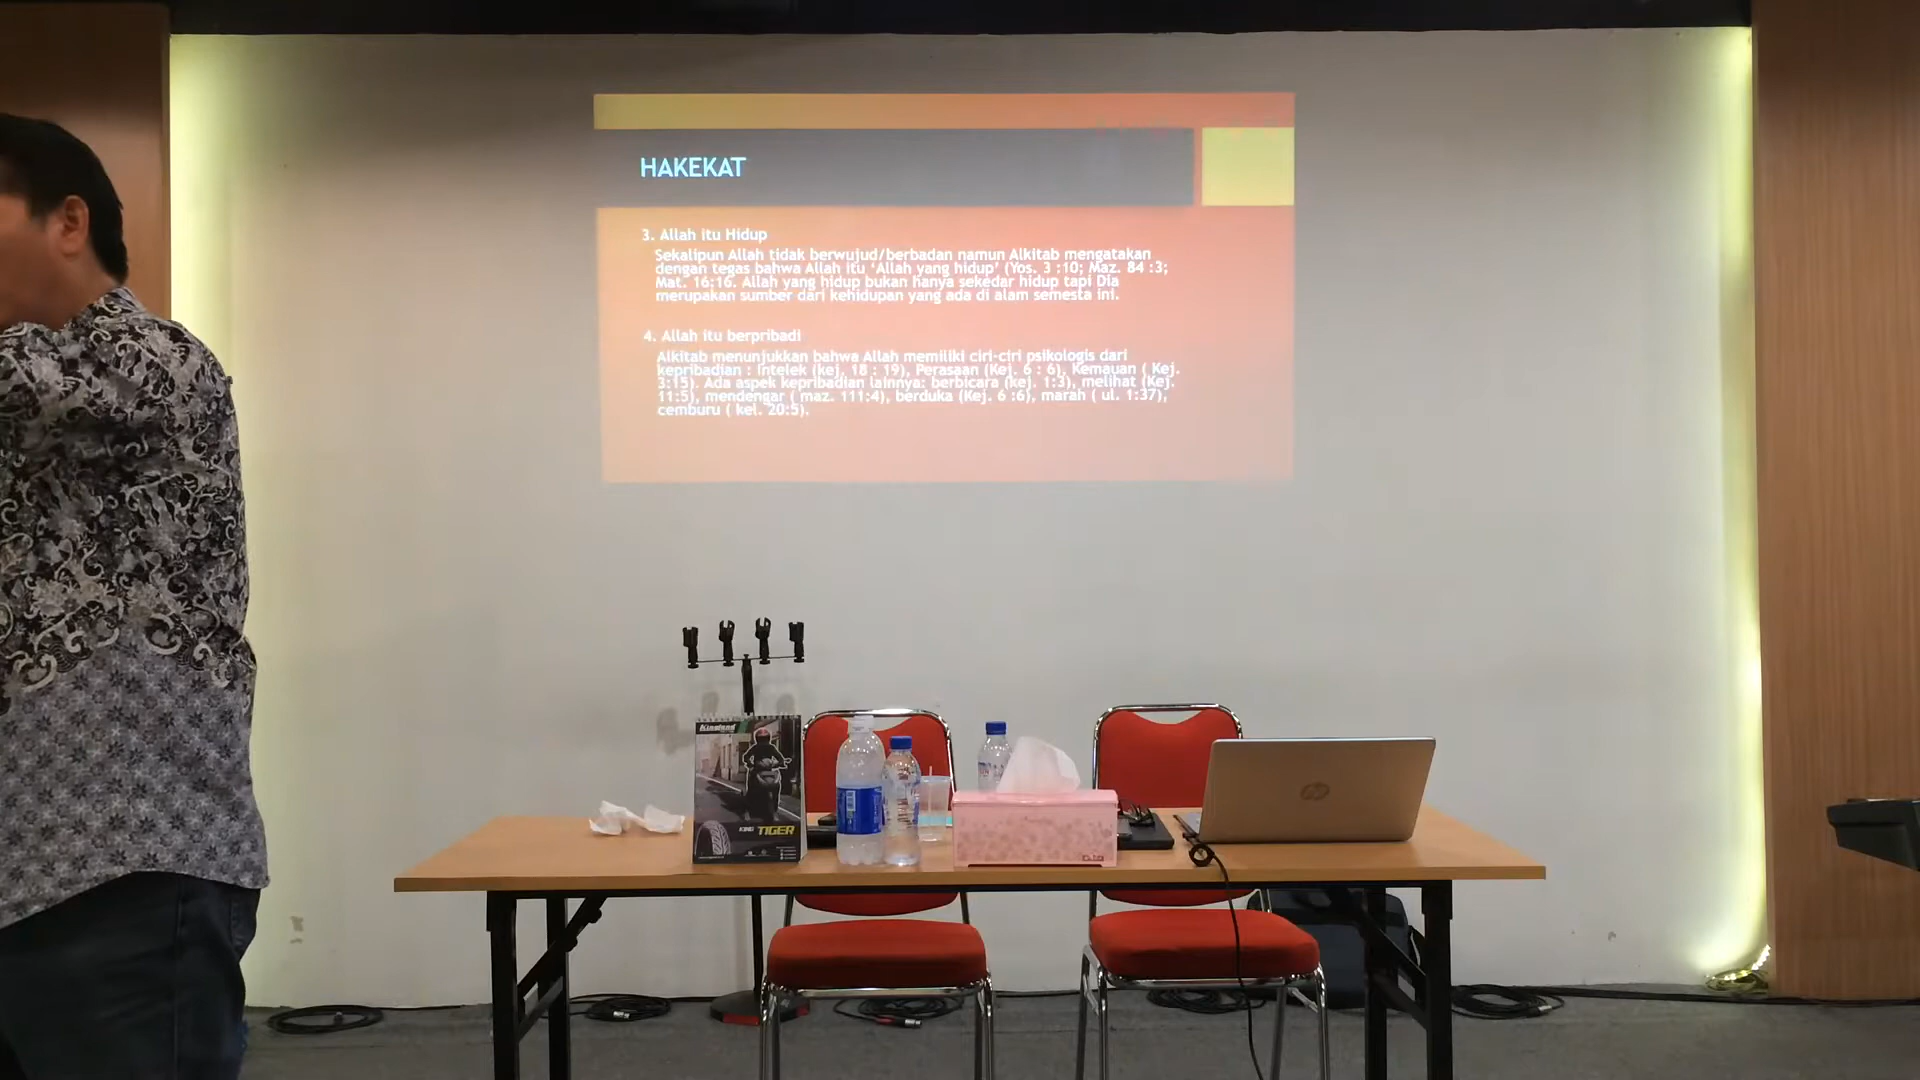 HAKEKAT
3. Allah itu Hidup
Sekalipun Allah tidak berwujud/berbadan namun Alkitab mengatakan
dengan tegas bahwa Allah itu ‘Allah yang hidup’ (Yos. 3 :10; Maz. 84 :3;
Mat. 16:16. Allah yang hidup bukan hanya sekedar hidup tapi Dia
merupakan sumber dari kehidupan yang ada di alam semesta ini.
4. Allah itu berpribadi
Alkitab menunjukkan bahwa Allah memiliki ciri-ciri psikologis dari
kepribadian : intelek (kej. 18 : 19), Perasaan (Kej. 6 : 6), Kemauan ( Kej.
3:15). Ada aspek kepribadian lainnya: berbicara (kej. 1:3), melihat (Kej.
11:5), mendengar ( maz. 111:4), berduka (Kej. 6 :6), marah ( ul. 1:37),
cemburu ( kel. 20:5).
Kingland
KING TIGER
hp